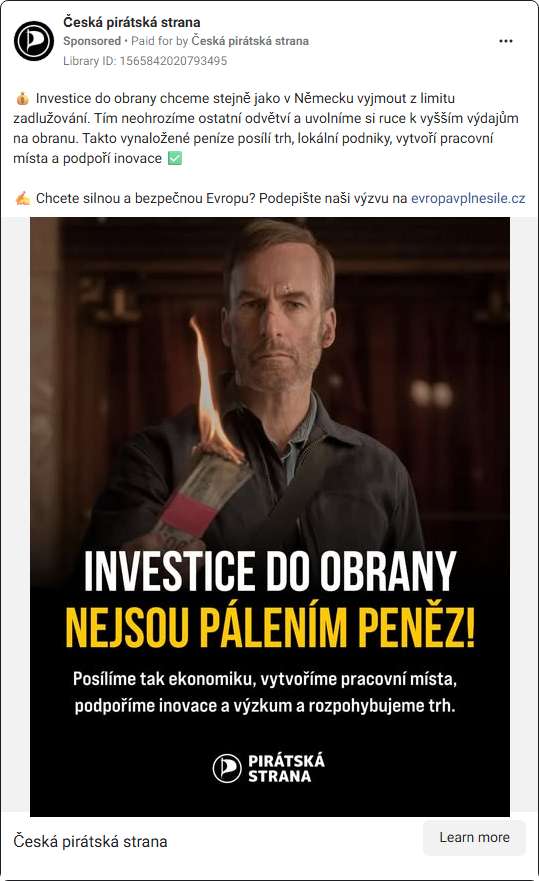 Česká pirátská strana
Sponsored • Paid for by Česká pirátská strana
Library ID: 1565842020793495
💰 Investice do obrany chceme stejně jako v Německu vyjmout z limitu
zadlužování. Tím neohrozíme ostatní odvětví a uvolníme si ruce k vyšším výdajům
na obranu. Takto vynaložené peníze posílí trh, lokální podniky, vytvoří pracovní
místa a podpoří inovace ✅
✍️ Chcete silnou a bezpečnou Evropu? Podepište naši výzvu na evropavplnesile.cz
INVESTICE DO OBRANY
NEJSOU PÁLENÍM PENĚZ!
Posílíme tak ekonomiku, vytvoříme pracovní místa,
podpoříme inovace a výzkum a rozpohybujeme trh.
PIRÁTSKÁ
STRANA
Česká pirátská strana
Learn more